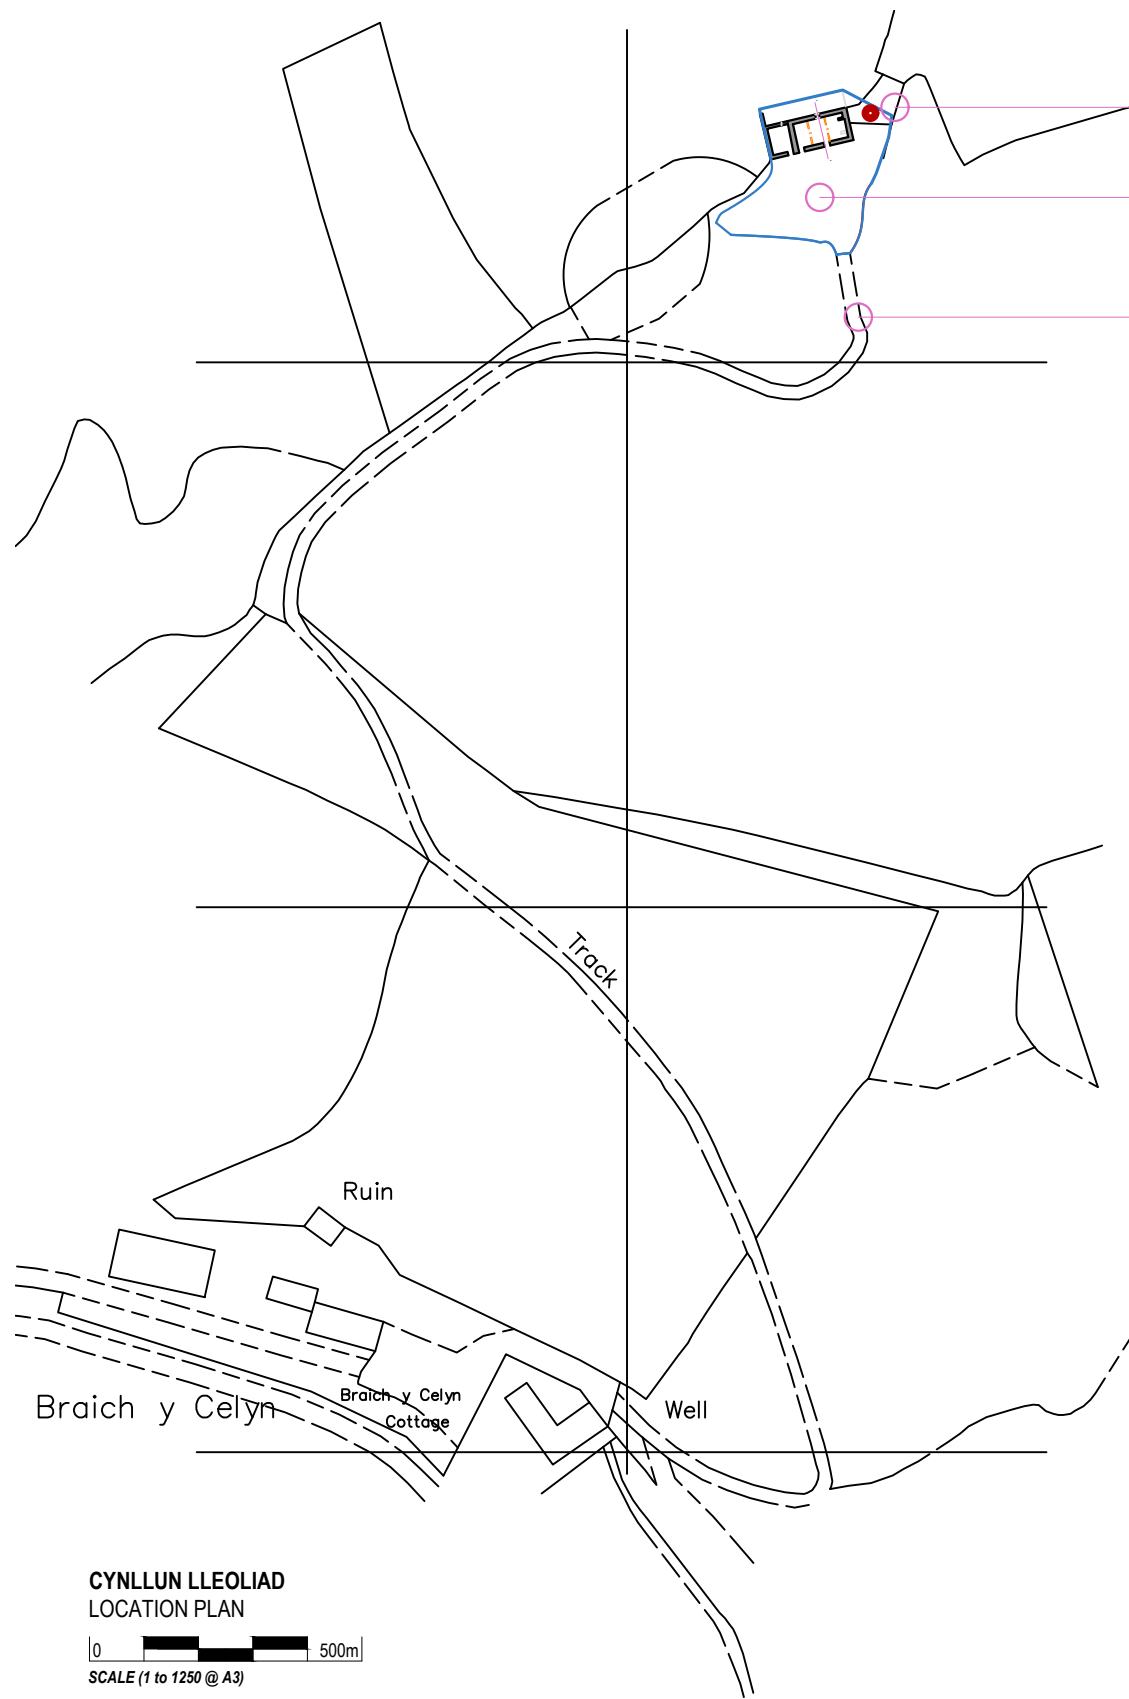 Track
Ruin
Braich y Celyn
Braich y Celyn
Cottage
Well
CYNLLUN LLEOLIAD
LOCATION PLAN
0 500m
SCALE (1 to 1250 @ A3)